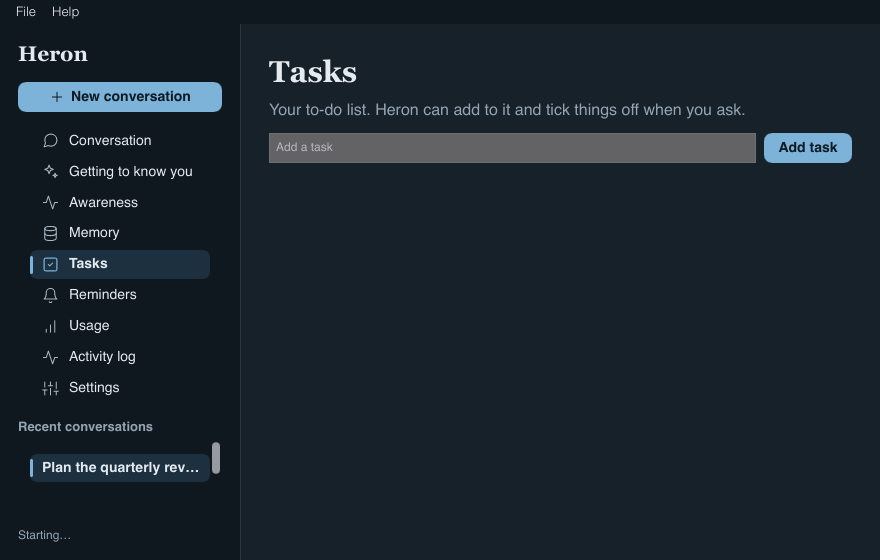 File Help
Heron
New conversation
Conversation
Getting to know you
Awareness
Memory
Tasks
Reminders
Usage
Activity log
Settings
Recent conversations
Plan the quarterly rev…
Starting…
Tasks
Your to-do list. Heron can add to it and tick things off when you ask.
Add a task
Add task